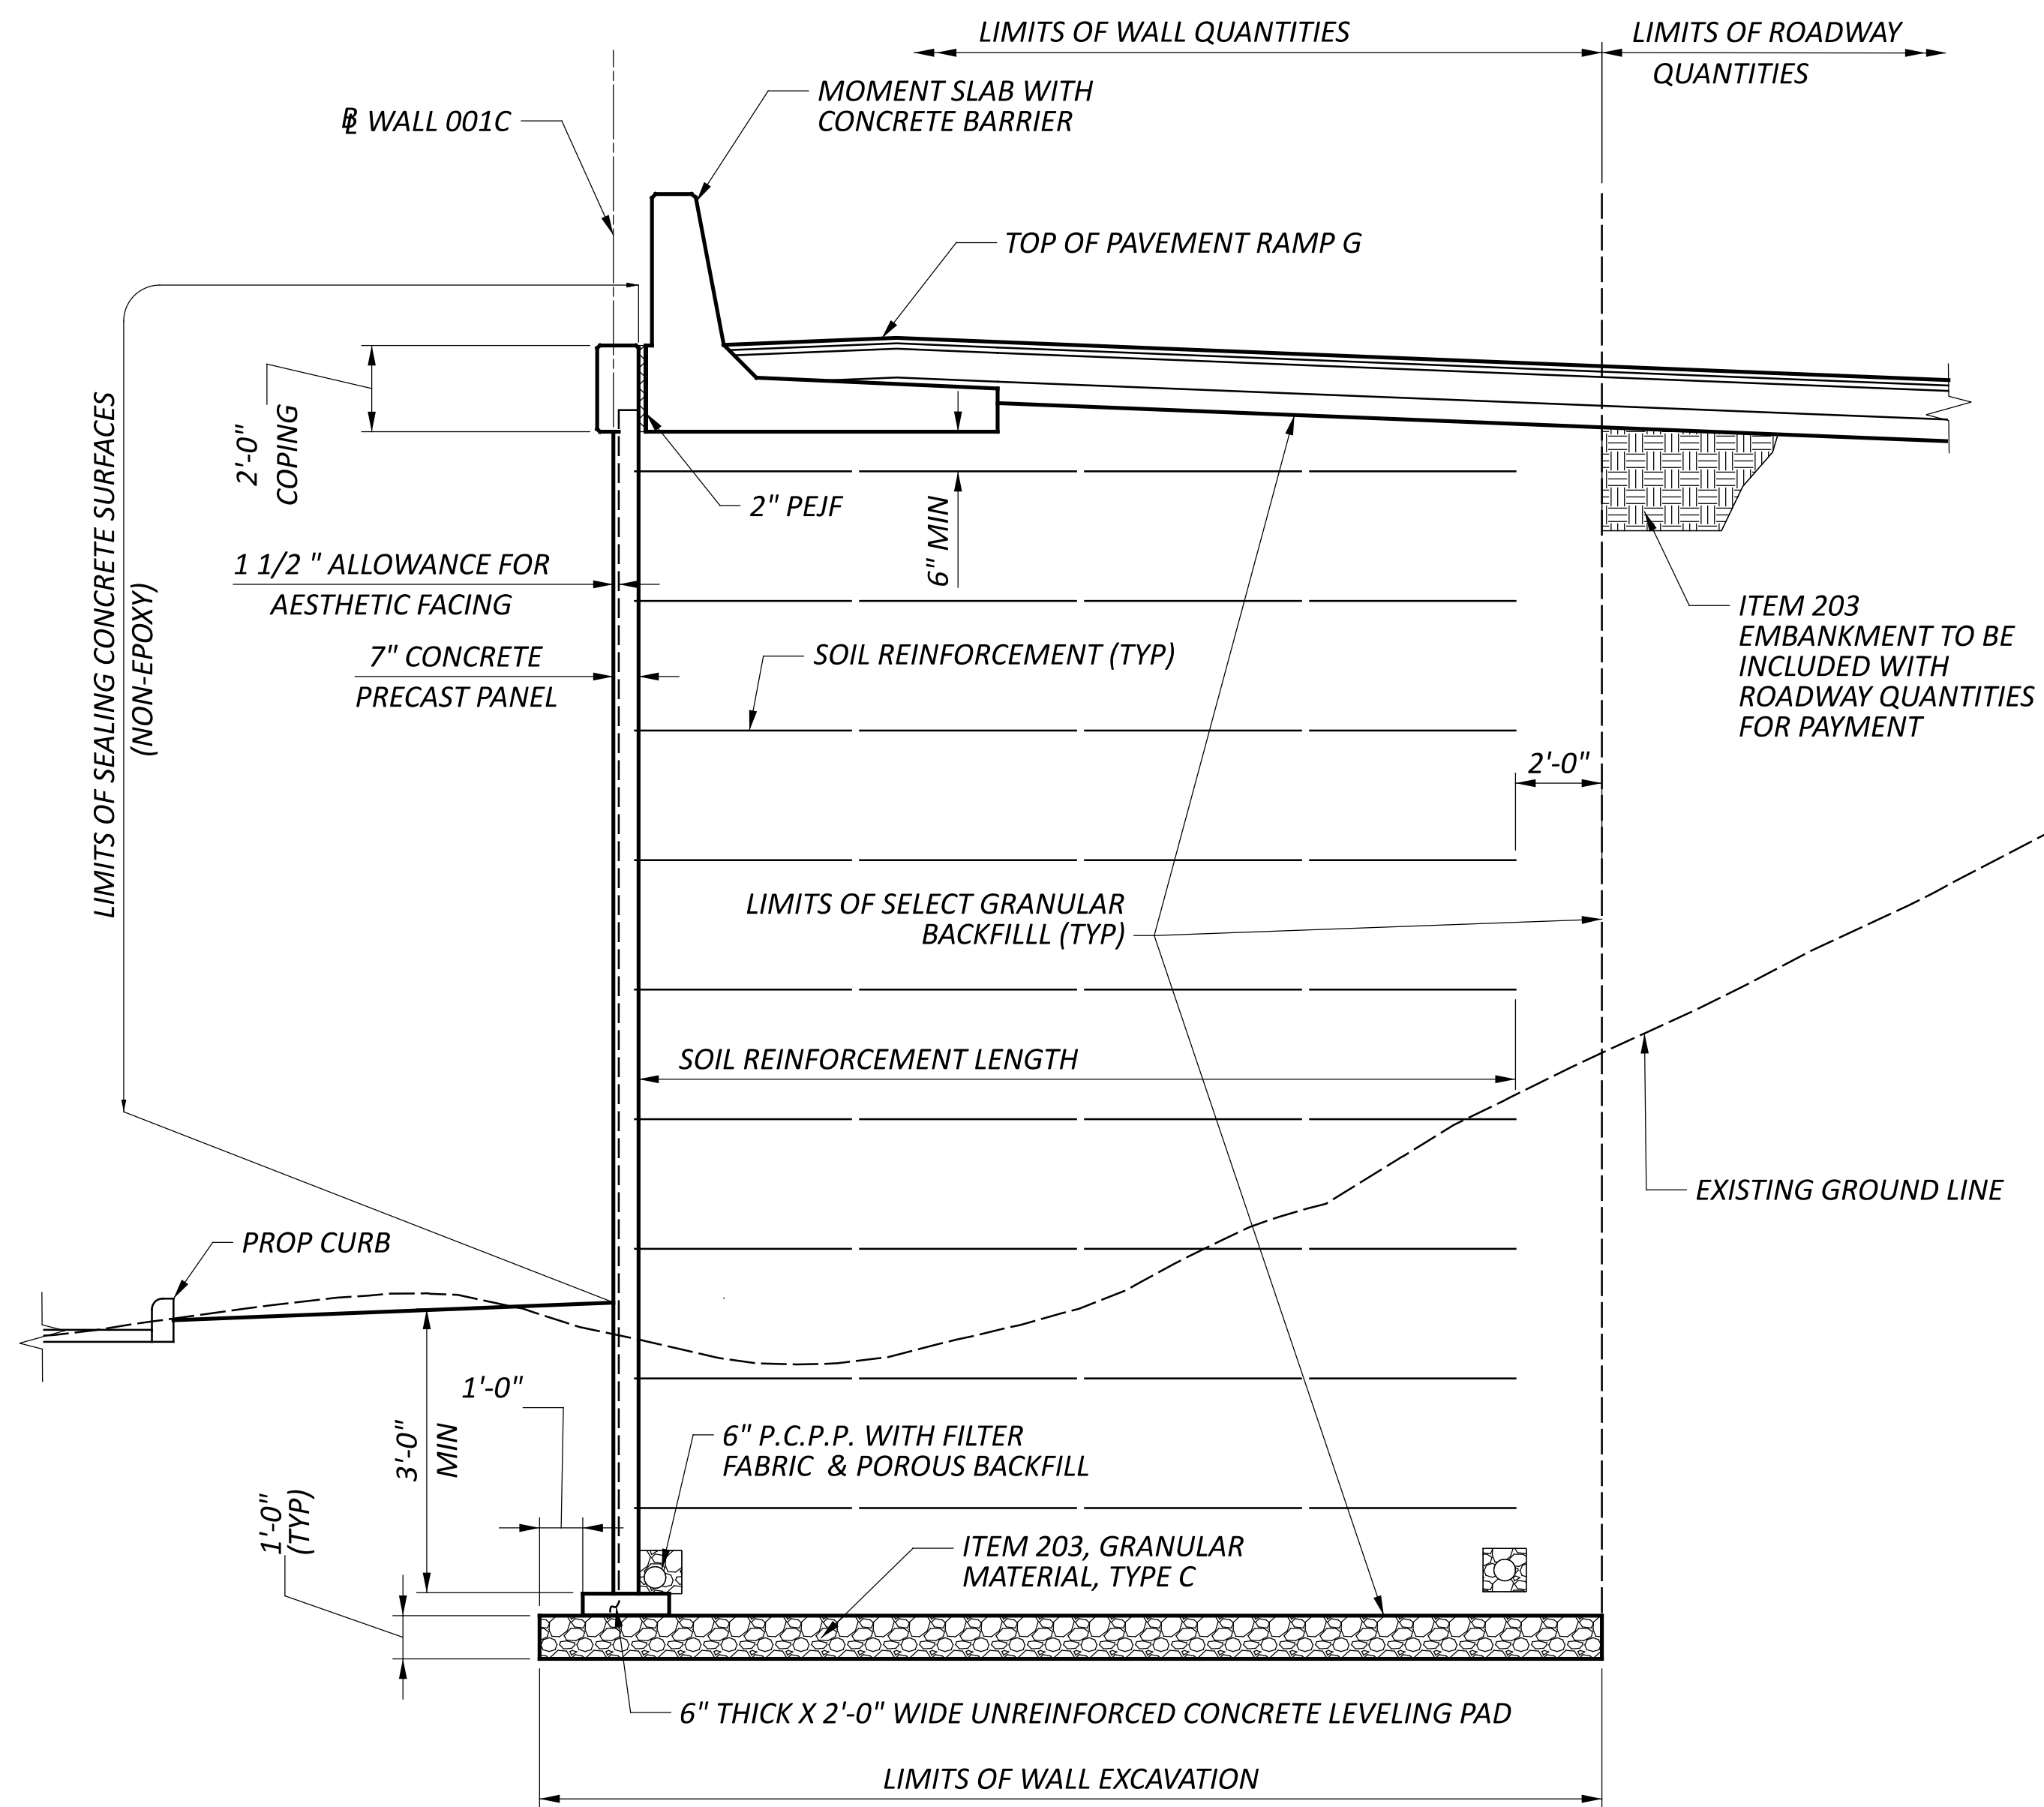 LIMITS OF WALL QUANTITIES
LIMITS OF ROADWAY
QUANTITIES
MOMENT SLAB WITH
CONCRETE BARRIER
BL WALL 001C
TOP OF PAVEMENT RAMP G
LIMITS OF SEALING CONCRETE SURFACES
(NON-EPOXY)
2'-0"
COPING
2" PEJF
6" MIN
1 1/2 " ALLOWANCE FOR
AESTHETIC FACING
7" CONCRETE
PRECAST PANEL
SOIL REINFORCEMENT (TYP)
ITEM 203
EMBANKMENT TO BE
INCLUDED WITH
ROADWAY QUANTITIES
FOR PAYMENT
2'-0"
LIMITS OF SELECT GRANULAR
BACKFILLL (TYP)
SOIL REINFORCEMENT LENGTH
EXISTING GROUND LINE
PROP CURB
1'-0"
3'-0"
MIN
6" P.C.P.P. WITH FILTER
FABRIC & POROUS BACKFILL
1'-0"
(TYP)
ITEM 203, GRANULAR
MATERIAL, TYPE C
6" THICK X 2'-0" WIDE UNREINFORCED CONCRETE LEVELING PAD
LIMITS OF WALL EXCAVATION